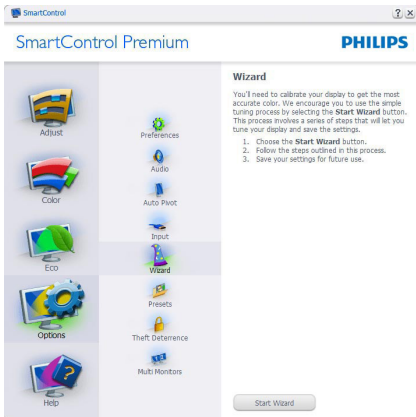 SmartControl
SmartControl Premium
PHILIPS
Adjust
Color
Eco
Options
Help
Preferences
Audio
Auto Pivot
Input
Wizard
Presets
Theft Deterrence
Multi Monitors
Wizard
You'll need to calibrate your display to get the most
accurate color. We encourage you to use the simple
tuning process by selecting the Start Wizard button.
This process involves a series of steps that will let you
tune your display and save the settings.
1. Choose the Start Wizard button.
2. Follow the steps outlined in this process.
3. Save your settings for future use.
Start Wizard